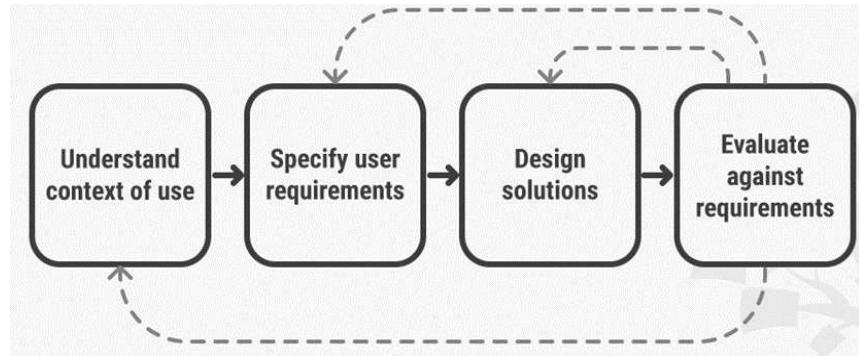 Understand
context of use
Specify user
requirements
Design
solutions
Evaluate
against
requirements